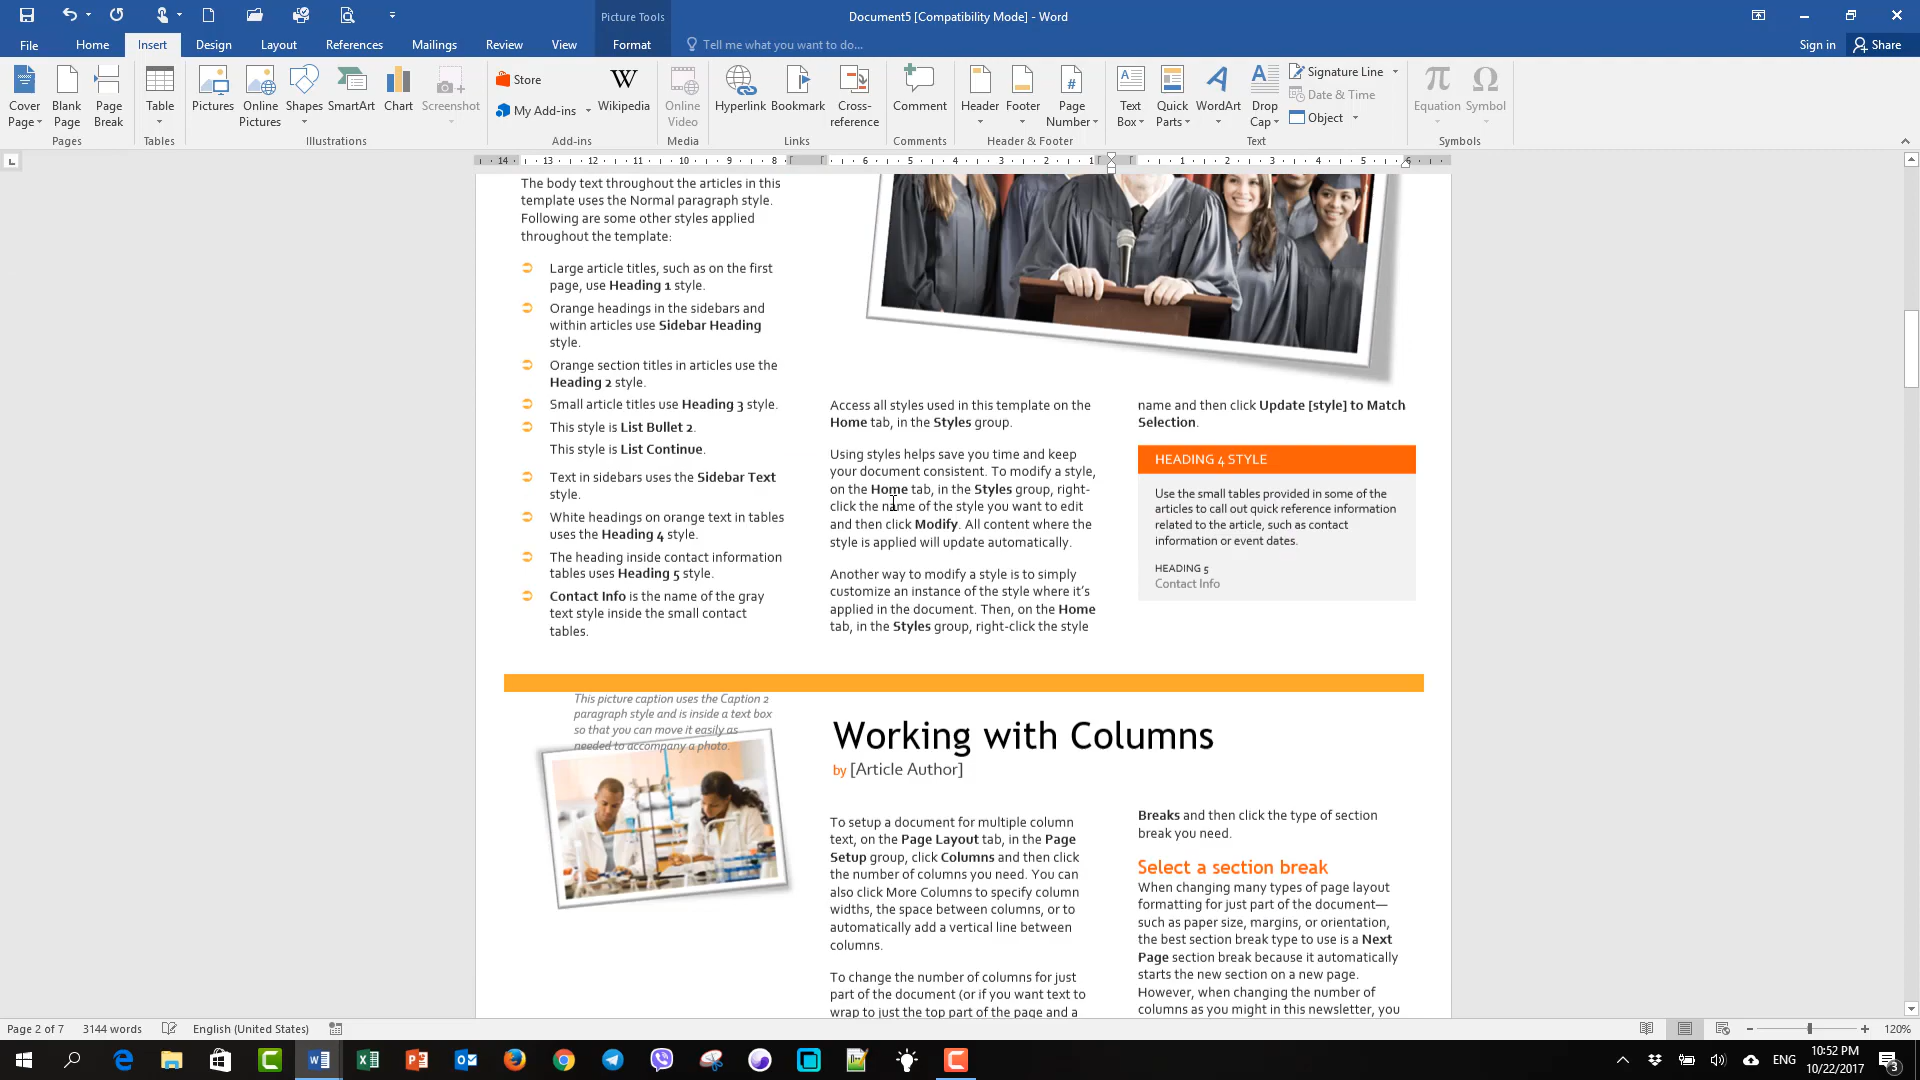 Picture Tools
Document5 [Compatibility Mode] - Word
File
Home
Insert
Design
Layout
References
Mailings
Review
View
Format
Tell me what you want to do...
Sign in
Share
Cover
Page
Blank
Page
Page
Break
Pages
Table
Tables
Pictures
Online
Pictures
Shapes
SmartArt
Chart
Screenshot
Illustrations
Store
My Add-ins
Wikipedia
Add-ins
Online
Video
Media
Hyperlink
Bookmark
Cross-
reference
Links
Comment
Comments
Header
Footer
Page
Number
Header & Footer
Text
Box
Quick
Parts
WordArt
Drop
Cap
Signature Line
Date & Time
Object
Text
Equation
Symbol
Symbols
14 13 12 11 10 9 8 6 5 4 3 2 1 1 2 3 4 5 6
The body text throughout the articles in this
template uses the Normal paragraph style.
Following are some other styles applied
throughout the template:
Large article titles, such as on the first
page, use Heading 1 style.
Orange headings in the sidebars and
within articles use Sidebar Heading
style.
Orange section titles in articles use the
Heading 2 style.
Small article titles use Heading 3 style.
This style is List Bullet 2.
This style is List Continue.
Text in sidebars uses the Sidebar Text
style.
White headings on orange text in tables
uses the Heading 4 style.
The heading inside contact information
tables uses Heading 5 style.
Contact Info is the name of the gray
text style inside the small contact
tables.
Access all styles used in this template on the
Home tab, in the Styles group.
Using styles helps save you time and keep
your document consistent. To modify a style,
on the Home tab, in the Styles group, right-
click the name of the style you want to edit
and then click Modify. All content where the
style is applied will update automatically.
Another way to modify a style is to simply
customize an instance of the style where it's
applied in the document. Then, on the Home
tab, in the Styles group, right-click the style
name and then click Update [style] to Match
Selection.
HEADING 4 STYLE
Use the small tables provided in some of the
articles to call out quick reference information
related to the article, such as contact
information or event dates.
HEADING 5
Contact Info
This picture caption uses the Caption 2
paragraph style and is inside a text box
so that you can move it easily as
needed to accompany a photo.
Working with Columns
by [Article Author]
To setup a document for multiple column
text, on the Page Layout tab, in the Page
Setup group, click Columns and then click
the number of columns you need. You can
also click More Columns to specify column
widths, the space between columns, or to
automatically add a vertical line between
columns.
To change the number of columns for just
part of the document (or if you want text to
wrap to just the top part of the page and a
Breaks and then click the type of section
break you need.
Select a section break
When changing many types of page layout
formatting for just part of the document—
such as paper size, margins, or orientation,
the best section break type to use is a Next
Page section break because it automatically
starts the new section on a new page.
However, when changing the number of
columns as you might in this newsletter, you
Page 2 of 7
3144 words
English (United States)
120%
ENG
10:52 PM
10/22/2017
3